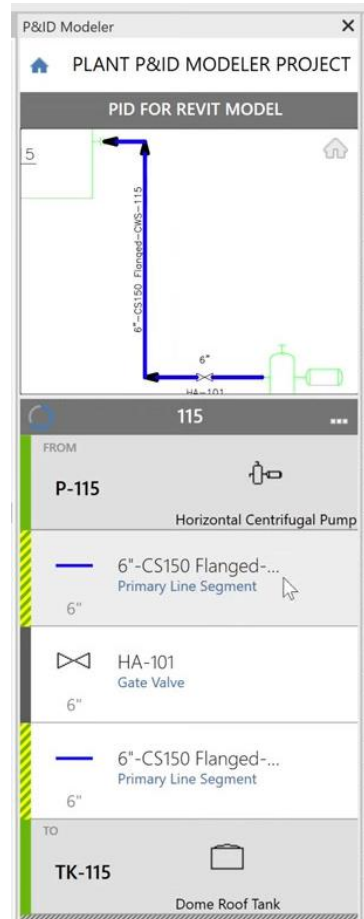 P&ID Modeler
PLANT P&ID MODELER PROJECT
PID FOR REVIT MODEL
5
6"-CS150 Flanged-CWS-115
6"
HA-101
115
...
FROM
P-115
Horizontal Centrifugal Pump
6"-CS150 Flanged-...
Primary Line Segment
6"
HA-101
Gate Valve
6"
6"-CS150 Flanged-...
Primary Line Segment
6"
TO
TK-115
Dome Roof Tank